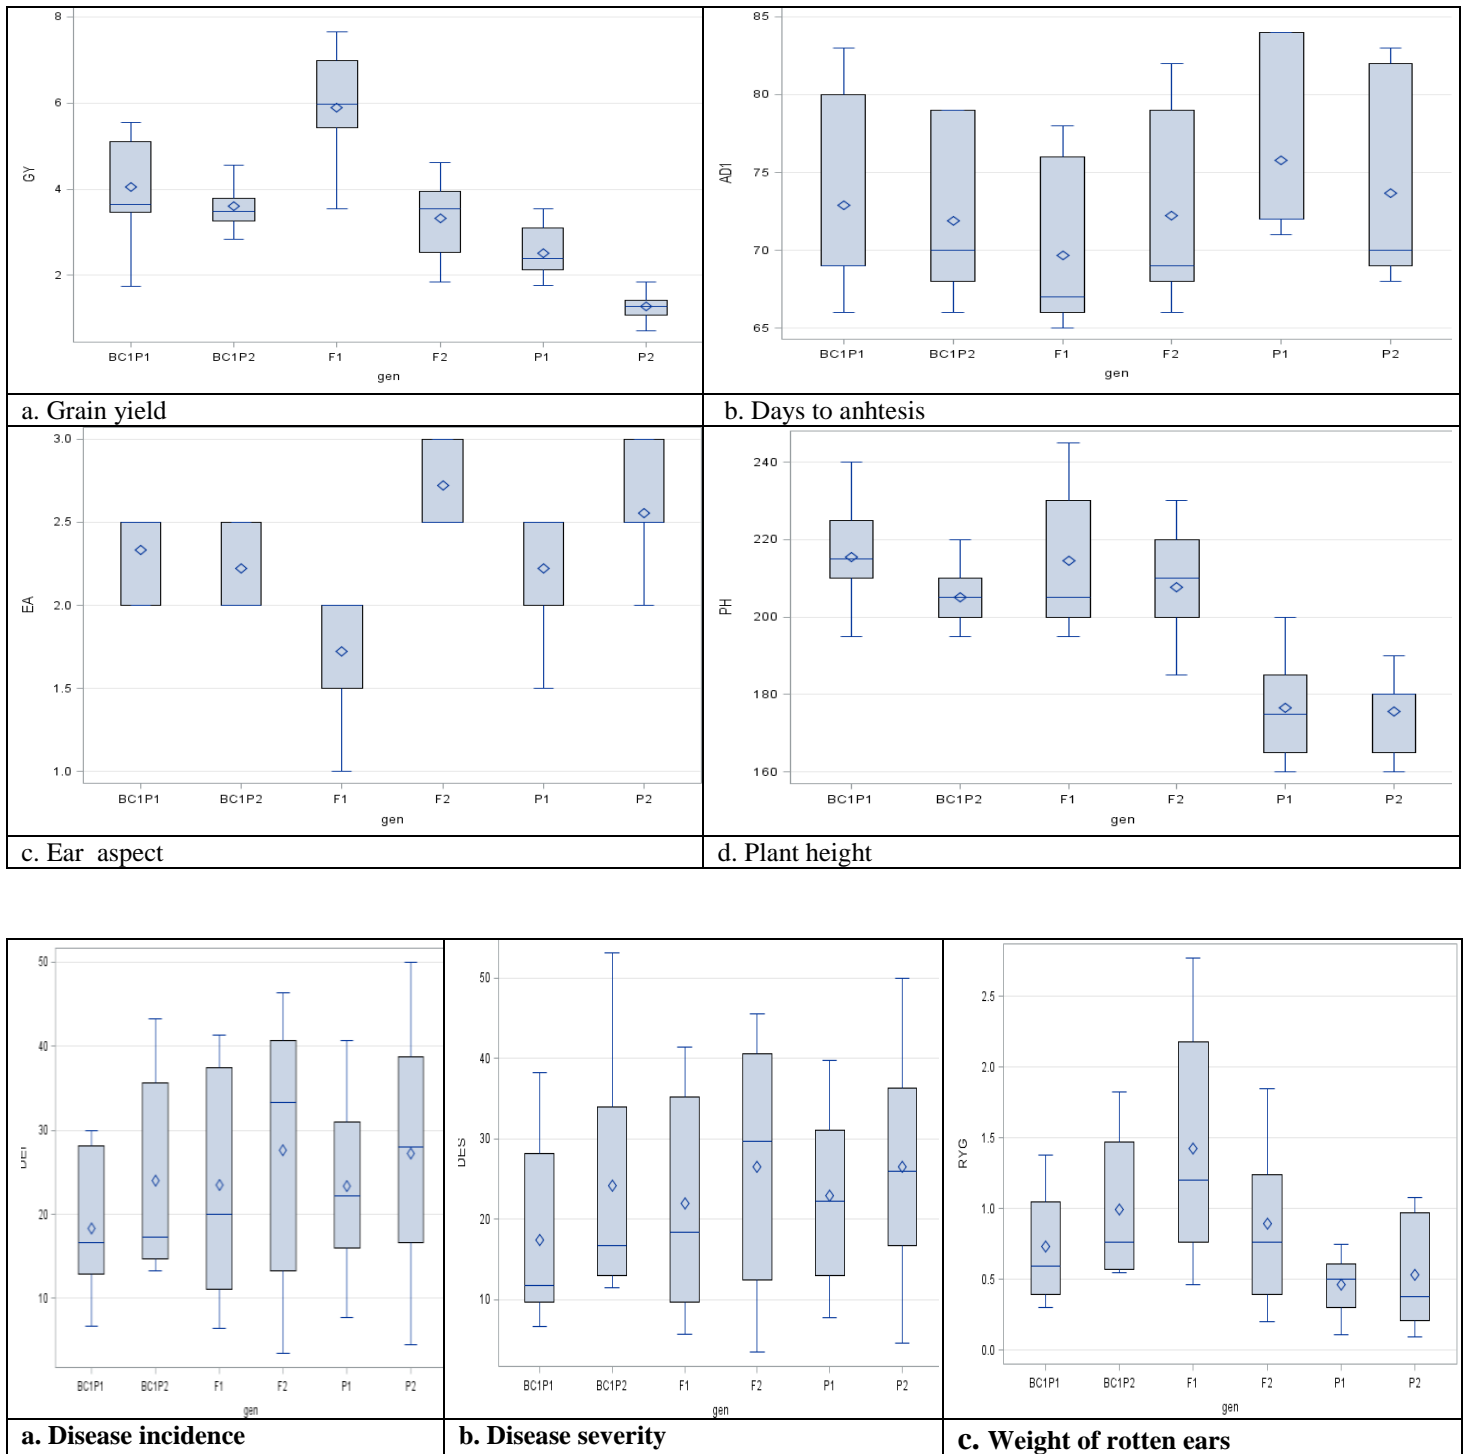 8
6
4
2
GY
BC1P1 BC1P2 F1 F2 P1 P2
gen
85
80
75
70
65
AD1
BC1P1 BC1P2 F1 F2 P1 P2
gen
a. Grain yield
b. Days to anhtesis
3.0
2.5
2.0
1.5
1.0
EA
BC1P1 BC1P2 F1 F2 P1 P2
gen
240
220
200
180
160
PH
BC1P1 BC1P2 F1 F2 P1 P2
gen
c. Ear aspect
d. Plant height
50
40
30
20
10
BC1P1 BC1P2 F1 F2 P1 P2
gen
50
40
30
20
10
DES
BC1P1 BC1P2 F1 F2 P1 P2
gen
2.5
2.0
1.5
1.0
0.5
0.0
RYG
BC1P1 BC1P2 F1 F2 P1 P2
gen
a. Disease incidence
b. Disease severity
c. Weight of rotten ears